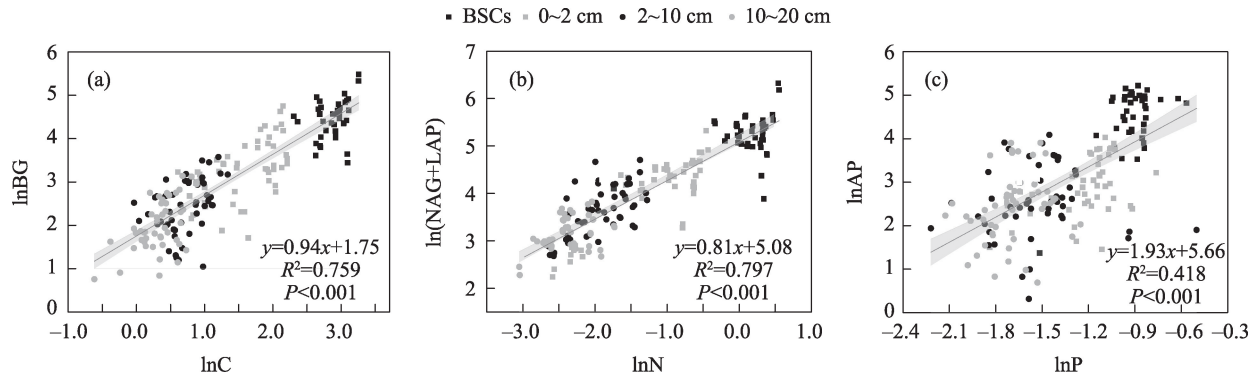 BSCs 0~2 cm 2~10 cm 10~20 cm
(a)
lnBG
6
5
4
3
2
1
0
y=0.94x+1.75
R²=0.759
P<0.001
−1.0 0.0 1.0 2.0 3.0
lnC
(b)
ln(NAG+LAP)
7
6
5
4
3
2
y=0.81x+5.08
R²=0.797
P<0.001
−3.0 −2.0 −1.0 0.0 1.0
lnN
(c)
lnAP
6
5
4
3
2
1
0
y=1.93x+5.66
R²=0.418
P<0.001
−2.4 −2.1 −1.8 −1.5 −1.2 −0.9 −0.6 −0.3
lnP